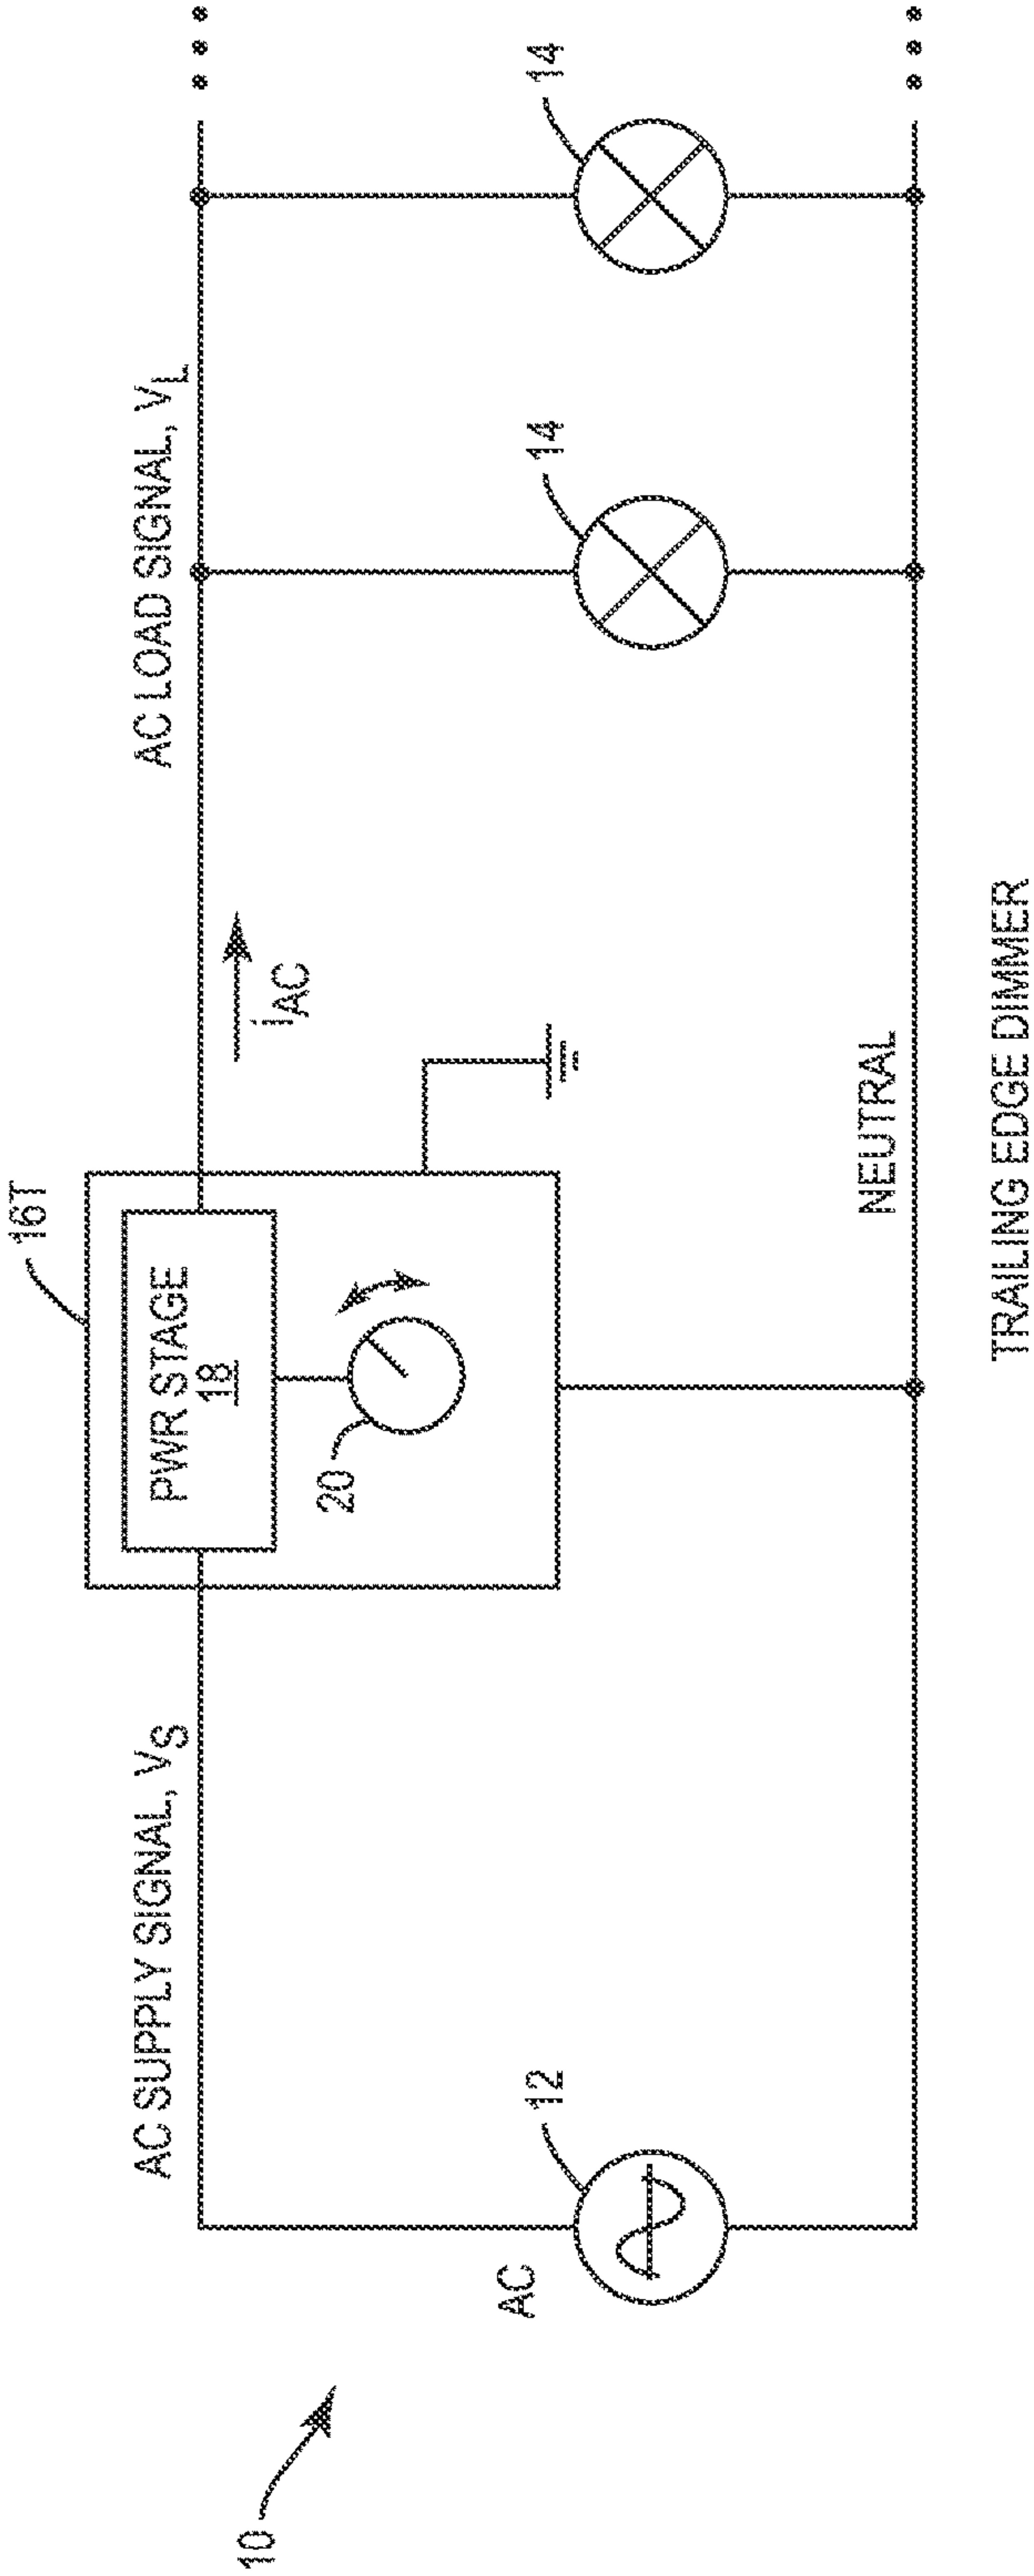 10
AC SUPPLY SIGNAL, VS
16T
PWR STAGE
18
20
iAC
AC LOAD SIGNAL, VL
AC
12
14
14
NEUTRAL
TRAILING EDGE DIMMER